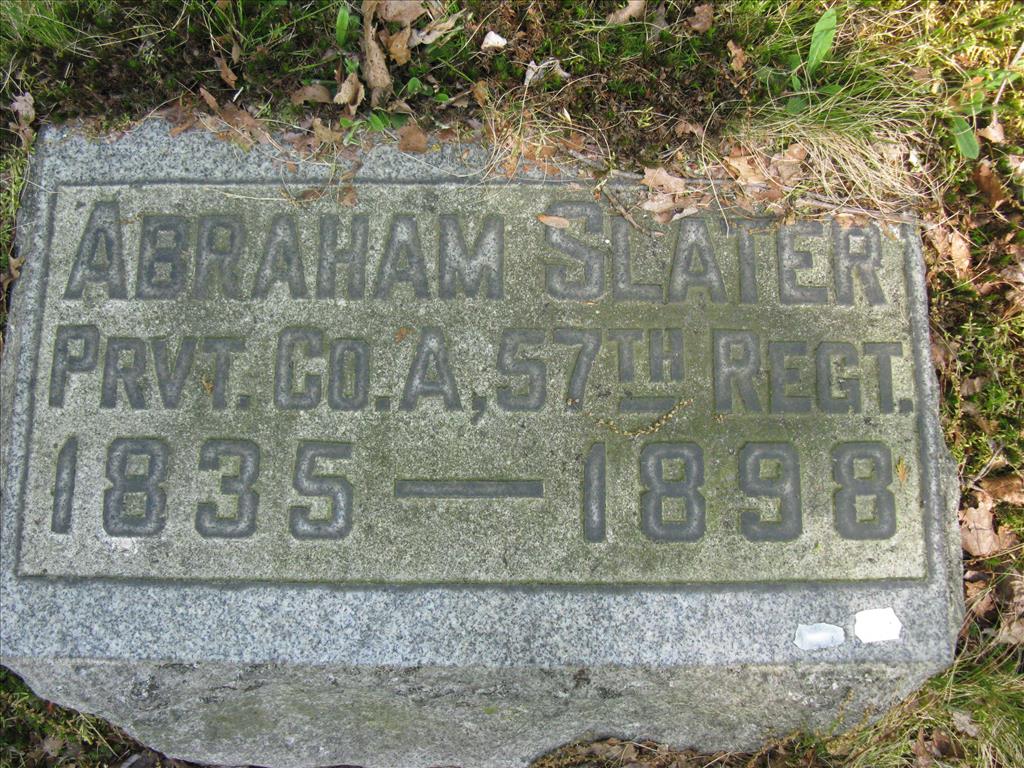 ABRAHAM SLATER
PRVT. CO. A, 57TH REGT.
1835 — 1898